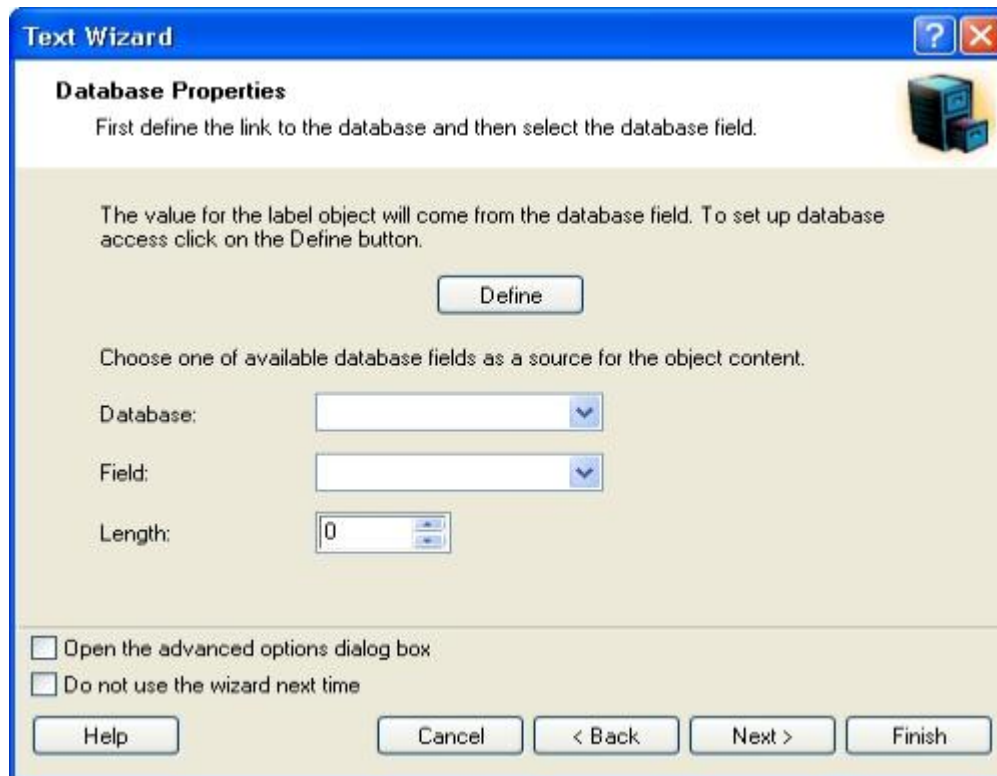 Text Wizard
?
Database Properties
First define the link to the database and then select the database field.
The value for the label object will come from the database field. To set up database
access click on the Define button.
Define
Choose one of available database fields as a source for the object content.
Database:
Field:
Length: 0
Open the advanced options dialog box
Do not use the wizard next time
Help Cancel < Back Next > Finish